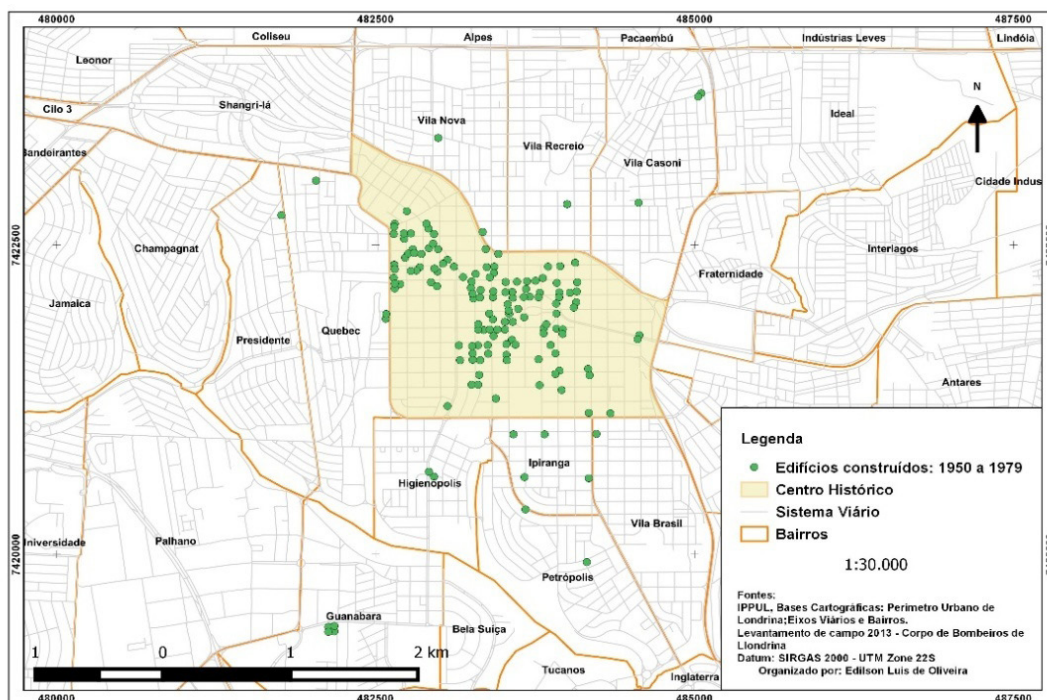 480000 482500 485000 487500
Coliseu Alpes Pacaembú Indústrias Leves Lindóia
Leonor
N
Cilo 3 Shangri-lá Vila Nova Ideal
Vila Recreio
Bandeirantes Vila Casoni
Cidade Indus
7422500
Champagnat Interlagos
Fraternidade
Jamaica
Quebec
Presidente
Antares
Legenda
Edifícios construídos: 1950 a 1979
Centro Histórico
Sistema Viário
Bairros
1:30.000
Fontes:
IPPUL, Bases Cartográficas: Perímetro Urbano de
Londrina;Eixos Viários e Bairros.
Levantamento de campo 2013 - Corpo de Bombeiros de
Llondrina
Datum: SIRGAS 2000 - UTM Zone 22S
Organizado por: Edilson Luis de Oliveira
Ipiranga
Higienópolis
Vila Brasil
Universidade Palhano
7420000
Petrópolis
Guanabara
Bela Suiça
1 0 1 2 km
Tucanos
Inglaterra
480000 482500 485000 487500